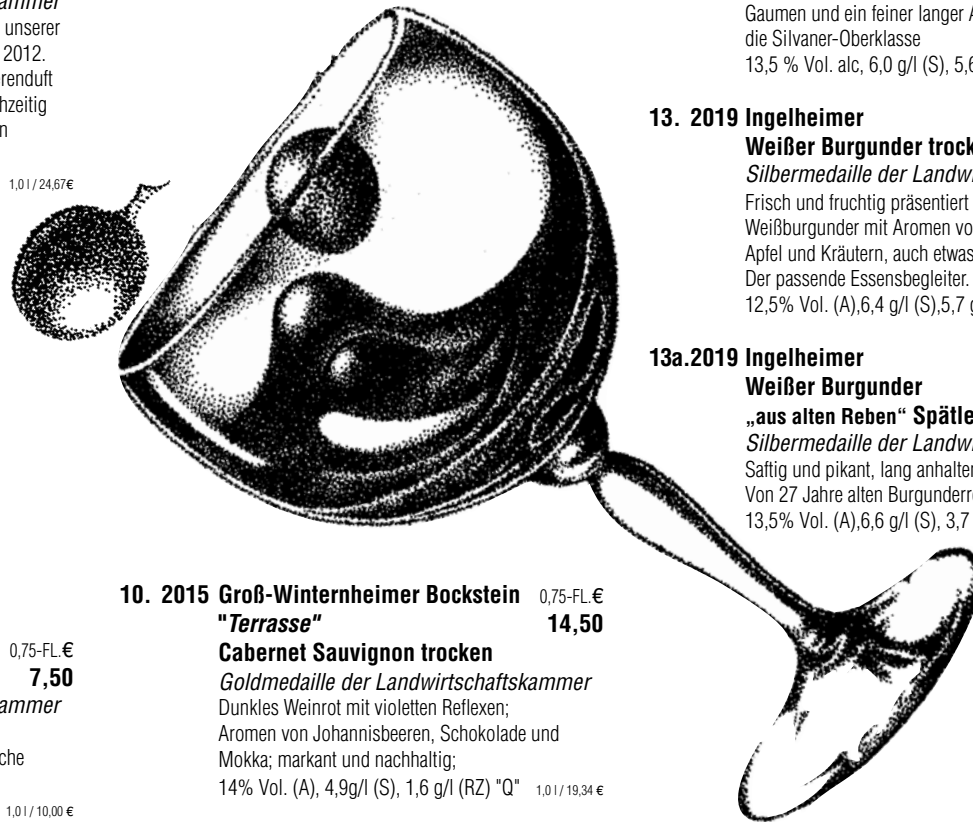 ammer
unserer
2012.
renduft
hzeitig
n
1,0 l / 24,67€
0,75-FL.€
7,50
ammer
che
1,0 l / 10,00 €
10. 2015 Groß-Winternheimer Bockstein 0,75-FL.€
"Terrasse" 14,50
Cabernet Sauvignon trocken
Goldmedaille der Landwirtschaftskammer
Dunkles Weinrot mit violetten Reflexen;
Aromen von Johannisbeeren, Schokolade und
Mokka; markant und nachhaltig;
14% Vol. (A), 4,9g/l (S), 1,6 g/l (RZ) "Q" 1,0 l / 19,34 €
Gaumen und ein feiner langer A
die Silvaner-Oberklasse
13,5 % Vol. alc, 6,0 g/l (S), 5,6
13. 2019 Ingelheimer
Weißer Burgunder trock
Silbermedaille der Landwi
Frisch und fruchtig präsentiert
Weißburgunder mit Aromen vo
Apfel und Kräutern, auch etwas
Der passende Essensbegleiter.
12,5% Vol. (A),6,4 g/l (S),5,7 g
13a.2019 Ingelheimer
Weißer Burgunder
„aus alten Reben“ Spätle
Silbermedaille der Landwi
Saftig und pikant, lang anhalten
Von 27 Jahre alten Burgunderre
13,5% Vol. (A),6,6 g/l (S), 3,7